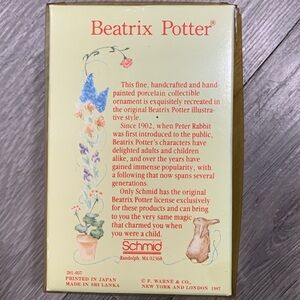 Beatrix Potter®
This fine, handcrafted and hand-
painted porcelain collectible
ornament is exquisitely recreated in
the original Beatrix Potter illustra-
tive style.
Since 1902, when Peter Rabbit
was first introduced to the public,
Beatrix Potter's characters have
delighted adults and children
alike, and over the years have
gained immense popularity, with
a following that now spans several
generations.
Only Schmid has the original
Beatrix Potter license exclusively
for these products and can bring
to you the very same magic
that charmed you when
you were a child.
Schmid
Randolph, MA 02368
281-407
PRINTED IN JAPAN
MADE IN SRI LANKA
© F. WARNE & CO.
NEW YORK AND LONDON 1987